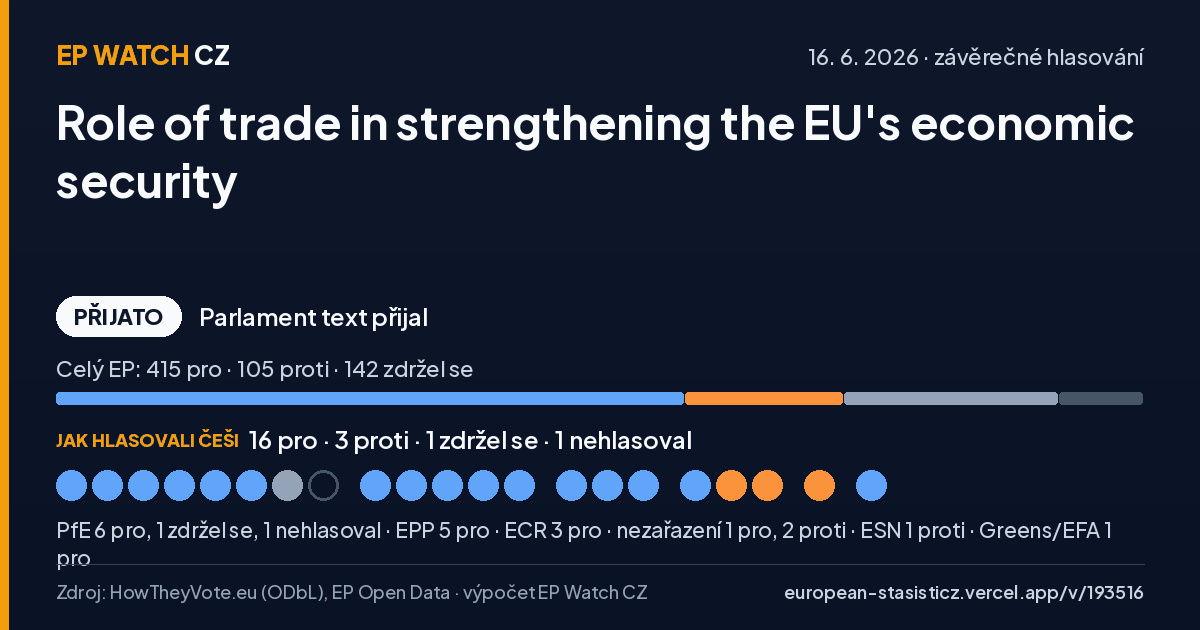 EP WATCH CZ
16. 6. 2026 · závěrečné hlasování
Role of trade in strengthening the EU's economic
security
PŘIJATO Parlament text přijal
Celý EP: 415 pro · 105 proti · 142 zdržel se
JAK HLASOVALI ČEŠI 16 pro · 3 proti · 1 zdržel se · 1 nehlasoval
PfE 6 pro, 1 zdržel se, 1 nehlasoval · EPP 5 pro · ECR 3 pro · nezařazení 1 pro, 2 proti · ESN 1 proti · Greens/EFA 1
pro
Zdroj: HowTheyVote.eu (ODbL), EP Open Data · výpočet EP Watch CZ
european-stasisticz.vercel.app/v/193516